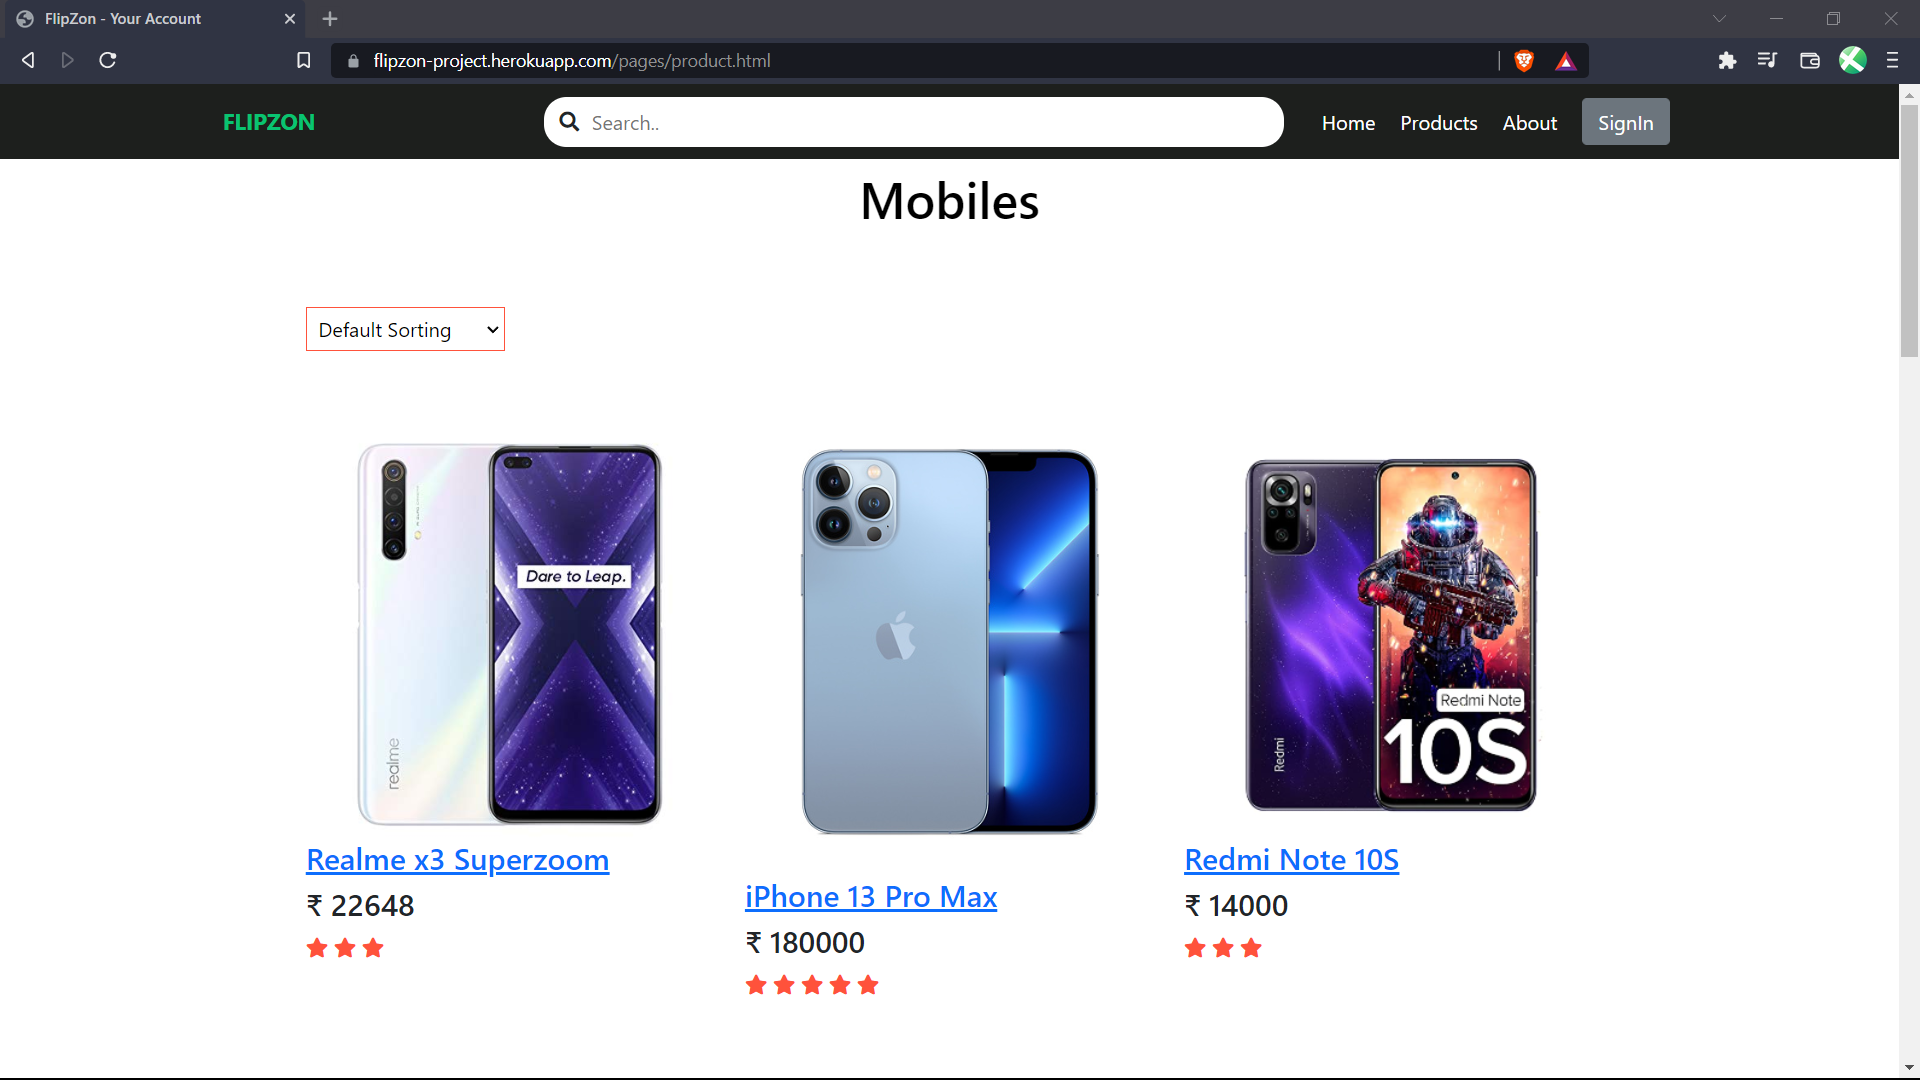 FlipZon - Your Account
flipzon-project.herokuapp.com/pages/product.html
FLIPZON
Search..
Home
Products
About
SignIn
Mobiles
Default Sorting
Dare to Leap.
realme
Redmi
Redmi Note
10S
Realme x3 Superzoom
₹ 22648
iPhone 13 Pro Max
₹ 180000
Redmi Note 10S
₹ 14000